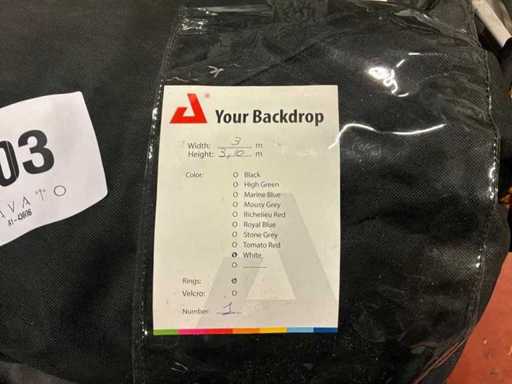 03
AVATO
® Your Backdrop
Width: 3 m
Height: 3,10 m
Color: O Black
O High Green
O Marine Blue
O Mousy Grey
O Richelieu Red
O Royal Blue
O Stone Grey
O Tomato Red
O White
O
Rings: O
Velcro: O
Number: 1